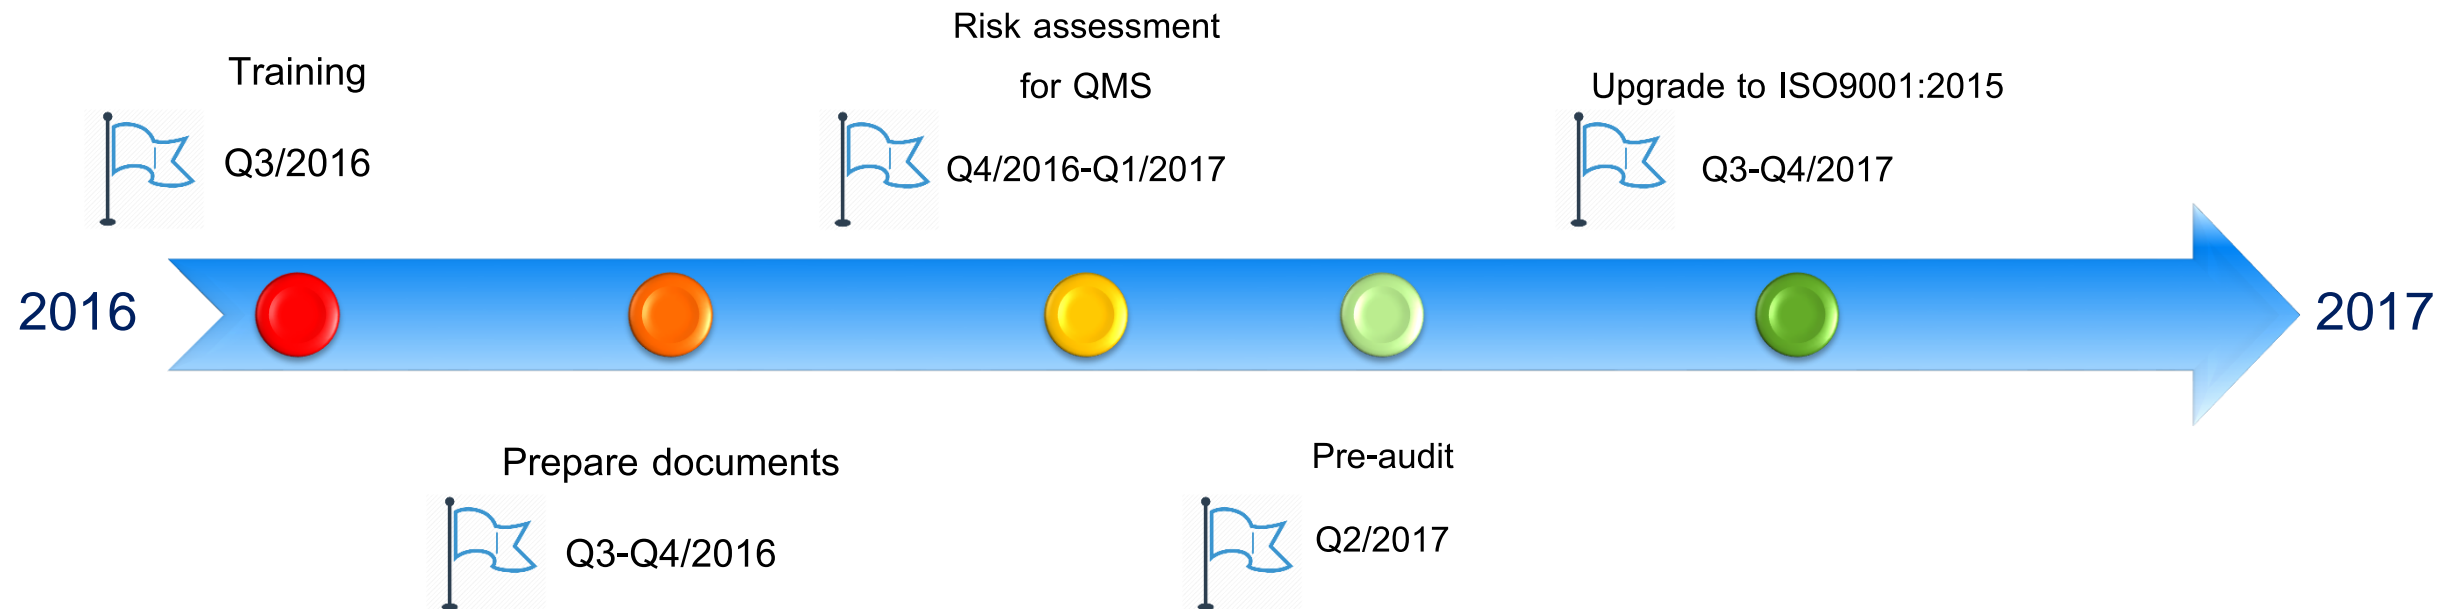 Training
Q3/2016
Risk assessment
for QMS
Q4/2016-Q1/2017
Upgrade to ISO9001:2015
Q3-Q4/2017
2016
2017
Prepare documents
Q3-Q4/2016
Pre-audit
Q2/2017